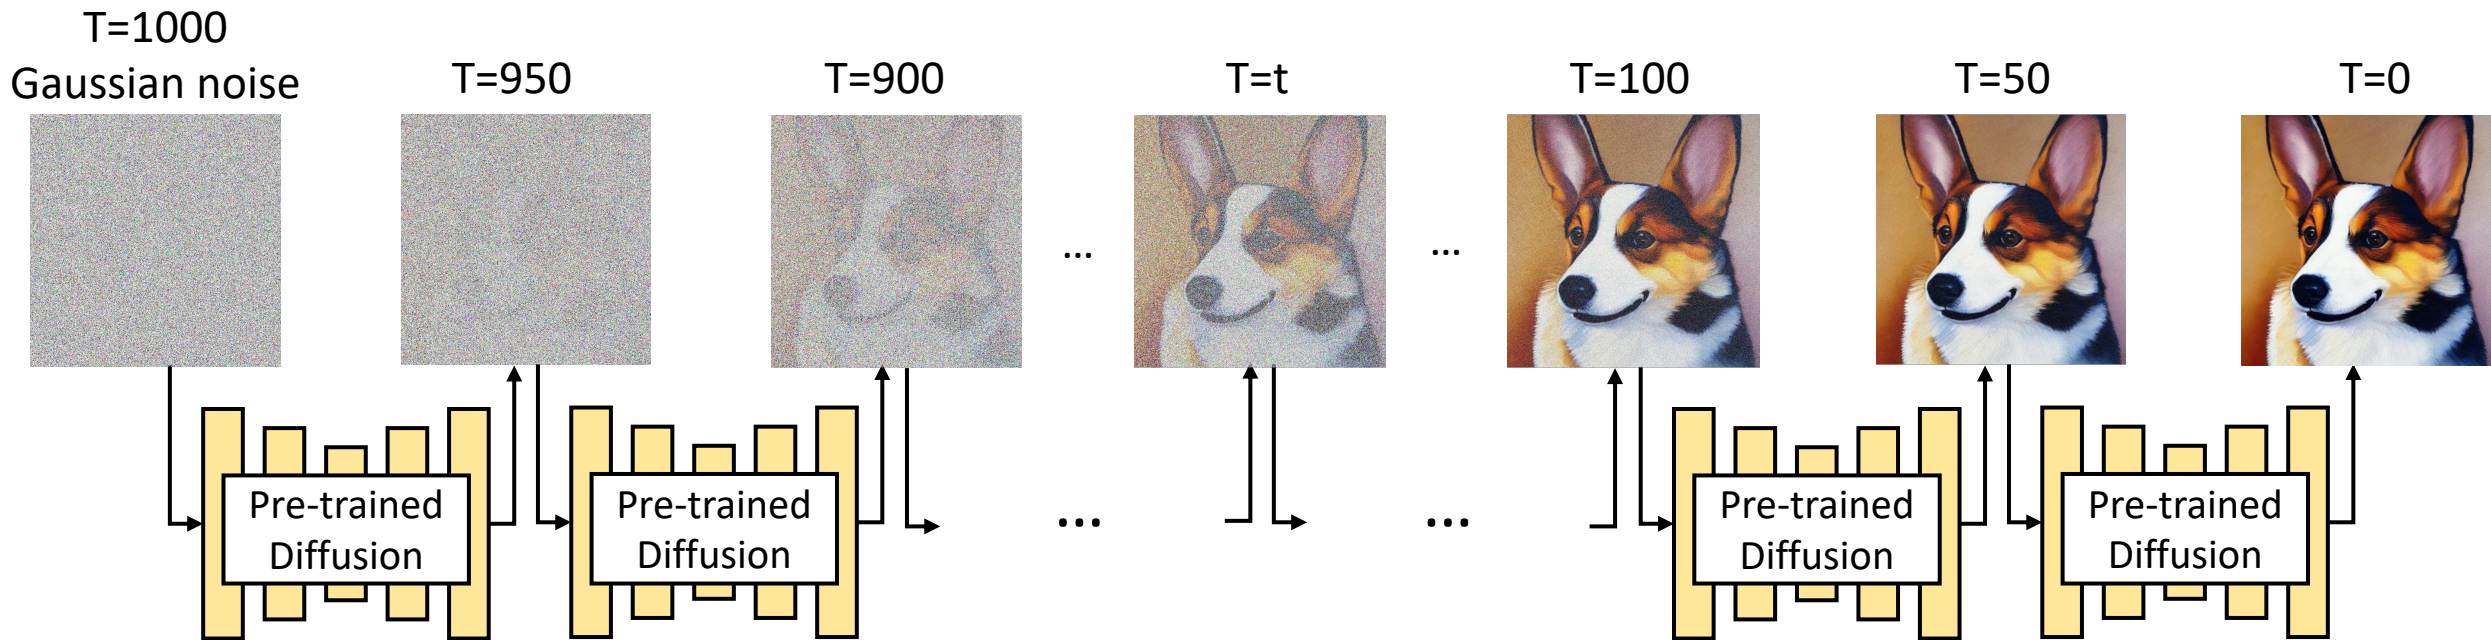 T=1000
Gaussian noise
T=950
T=900
T=t
T=100
T=50
T=0
...
...
Pre-trained
Diffusion
Pre-trained
Diffusion
...
...
Pre-trained
Diffusion
Pre-trained
Diffusion